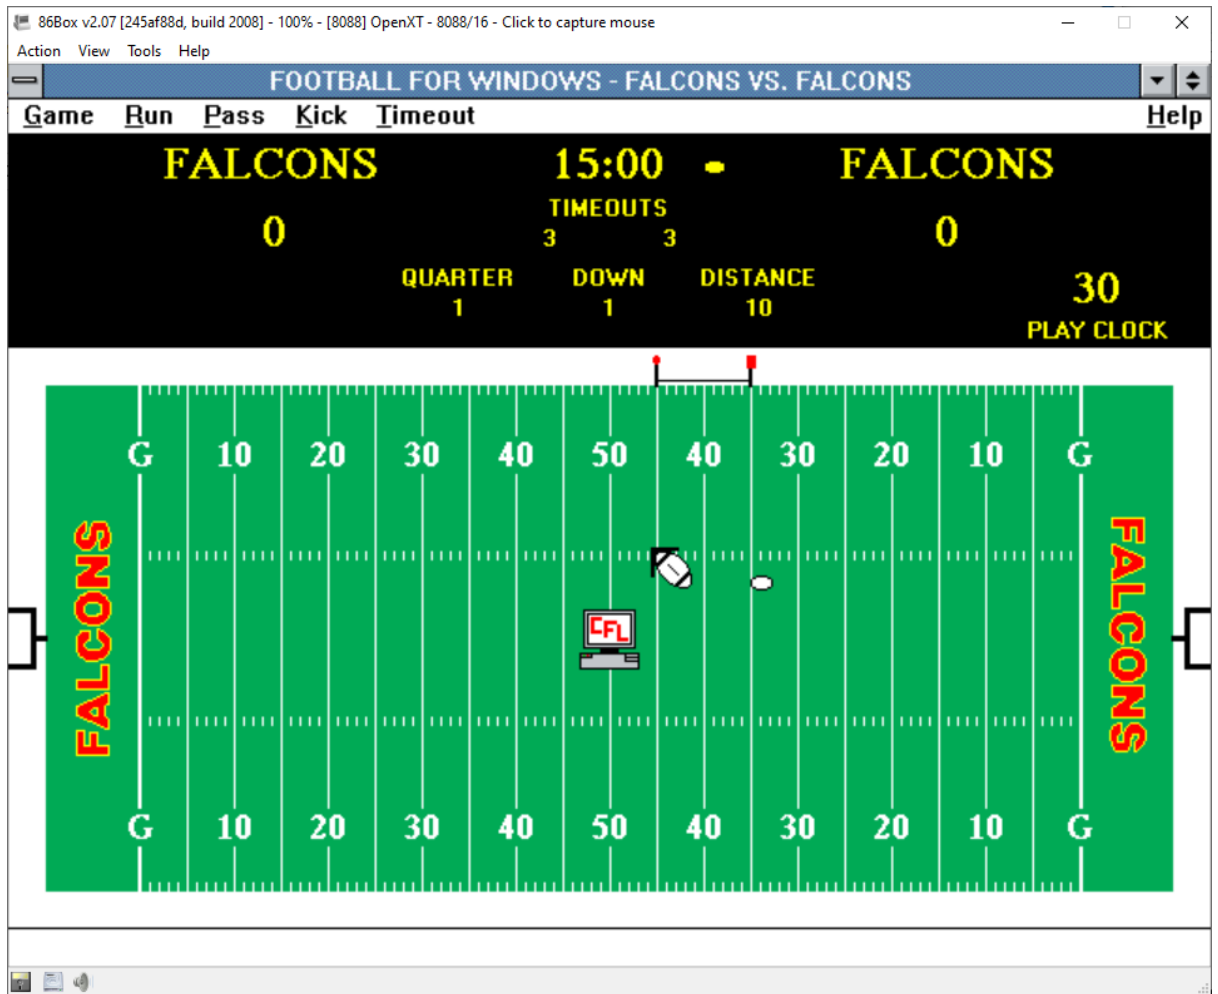 86Box v2.07 [245af88d, build 2008] - 100% - [8088] OpenXT - 8088/16 - Click to capture mouse
Action View Tools Help
FOOTBALL FOR WINDOWS - FALCONS VS. FALCONS
Game Run Pass Kick Timeout Help
FALCONS 15:00 FALCONS
TIMEOUTS
0 3 3 0
QUARTER DOWN DISTANCE
1 1 10
30
PLAY CLOCK
G 10 20 30 40 50 40 30 20 10 G
FALCONS
CFL
FALCONS
G 10 20 30 40 50 40 30 20 10 G